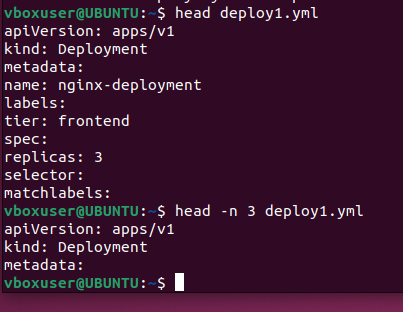 vboxuser@UBUNTU:~$ head deploy1.yml
apiVersion: apps/v1
kind: Deployment
metadata:
name: nginx-deployment
labels:
tier: frontend
spec:
replicas: 3
selector:
matchlabels:
vboxuser@UBUNTU:~$ head -n 3 deploy1.yml
apiVersion: apps/v1
kind: Deployment
metadata:
vboxuser@UBUNTU:~$